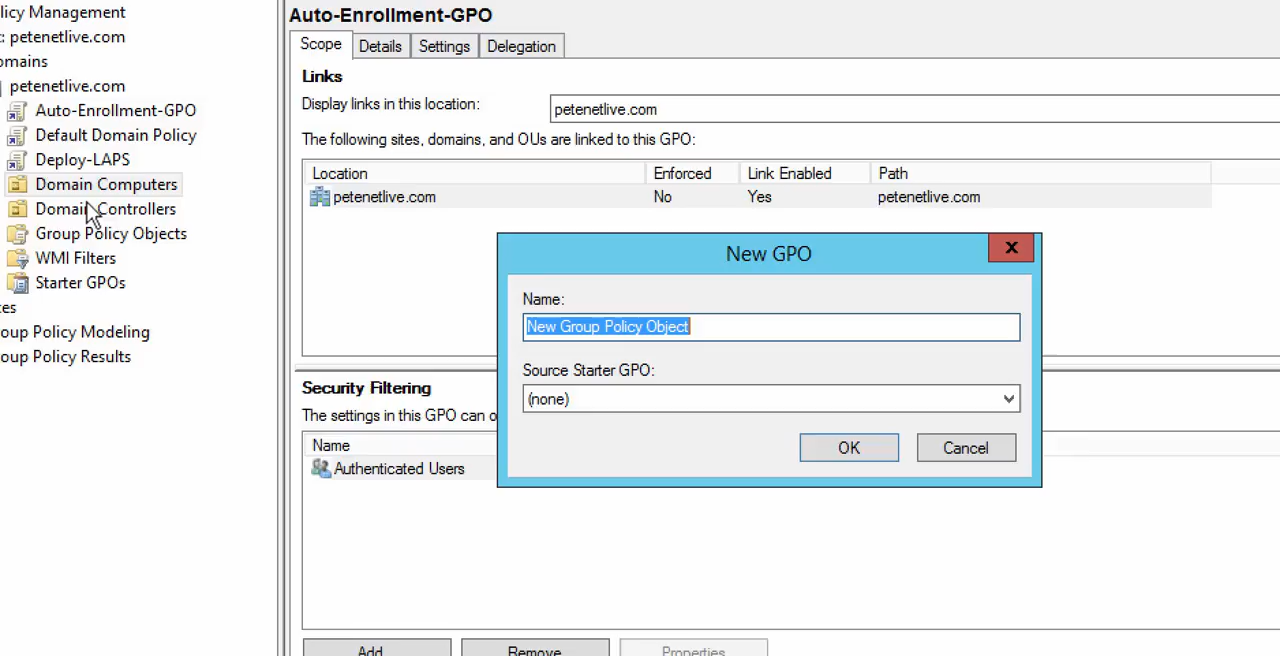 licy Management
: petenetlive.com
omains
petenetlive.com
Auto-Enrollment-GPO
Default Domain Policy
Deploy-LAPS
Domain Computers
Domain Controllers
Group Policy Objects
WMI Filters
Starter GPOs
es
oup Policy Modeling
oup Policy Results
Auto-Enrollment-GPO
Scope Details Settings Delegation
Links
Display links in this location: petenetlive.com
The following sites, domains, and OUs are linked to this GPO:
Location Enforced Link Enabled Path
petenetlive.com No Yes petenetlive.com
Security Filtering
The settings in this GPO can o
Name
Authenticated Users
Add Remove Properties
New GPO
Name:
New Group Policy Object
Source Starter GPO:
(none)
OK Cancel